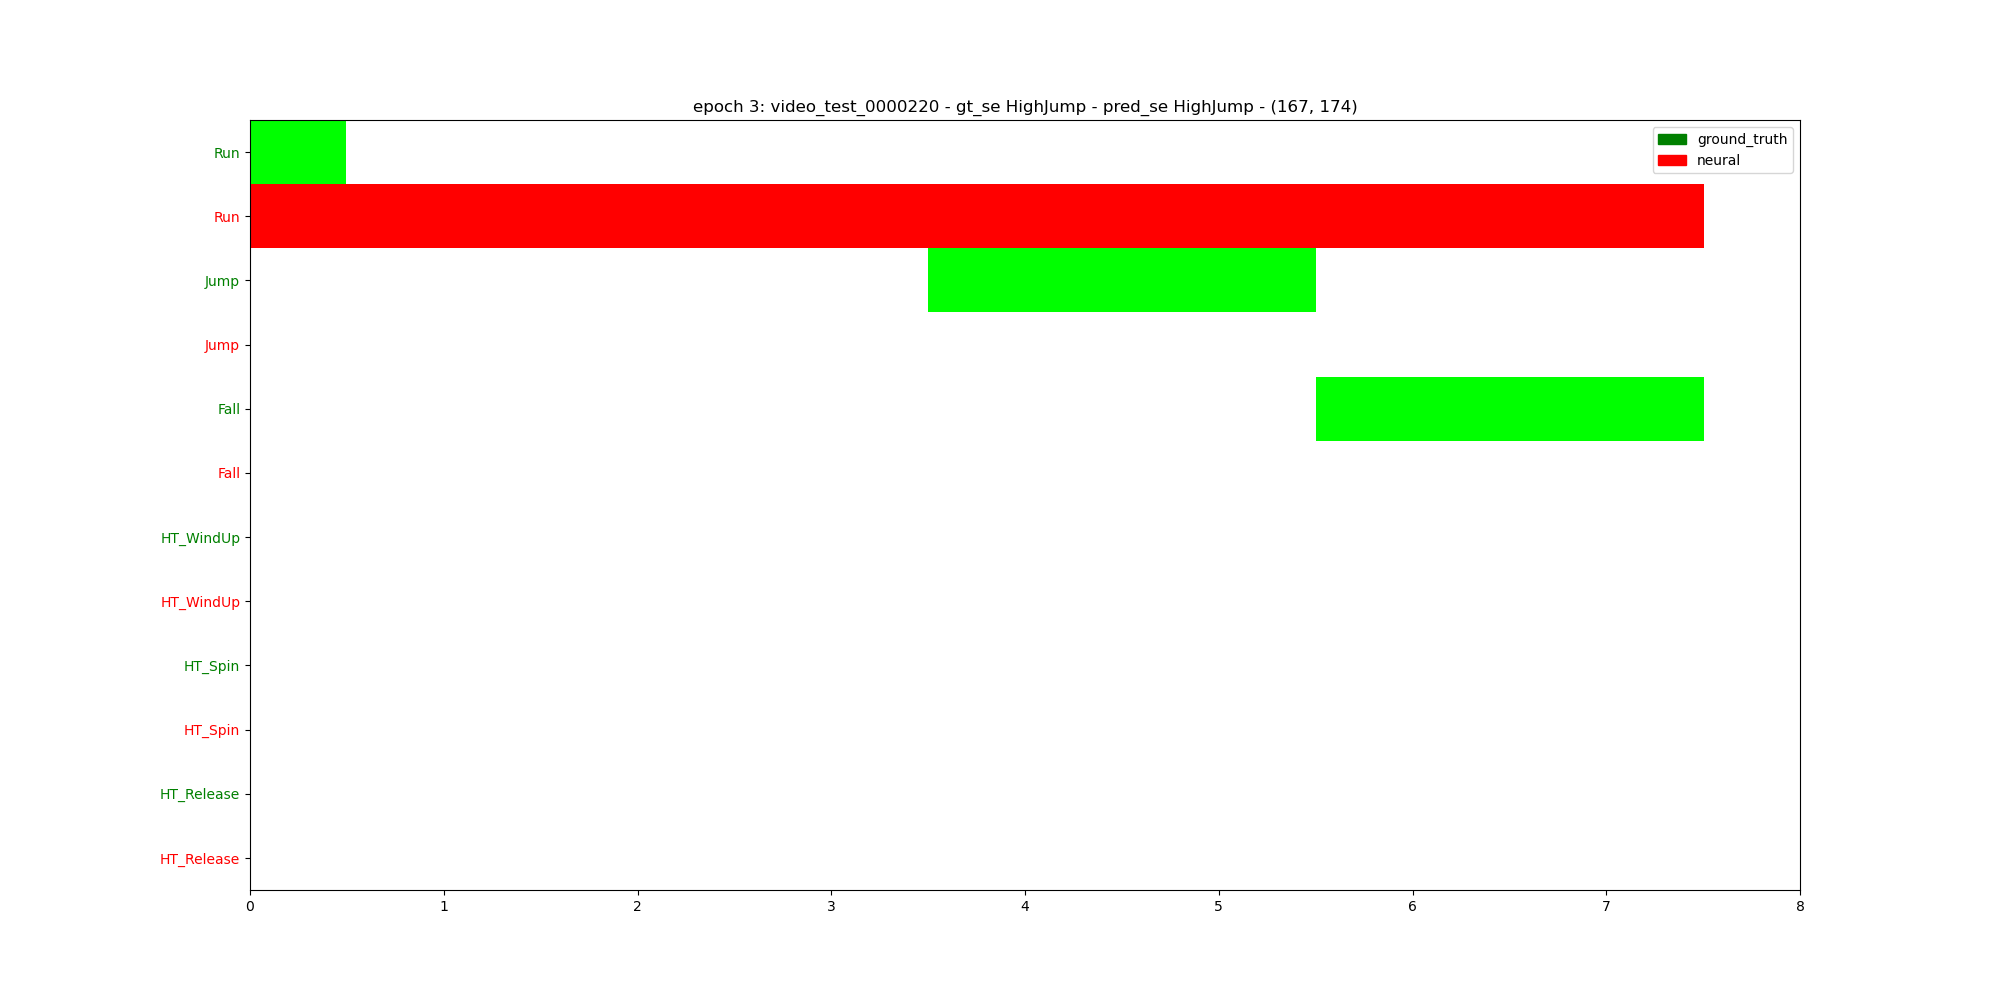 epoch 3: video_test_0000220 - gt_se HighJump - pred_se HighJump - (167, 174)
ground_truth
neural
Run
Run
Jump
Jump
Fall
Fall
HT_WindUp
HT_WindUp
HT_Spin
HT_Spin
HT_Release
HT_Release
0 1 2 3 4 5 6 7 8